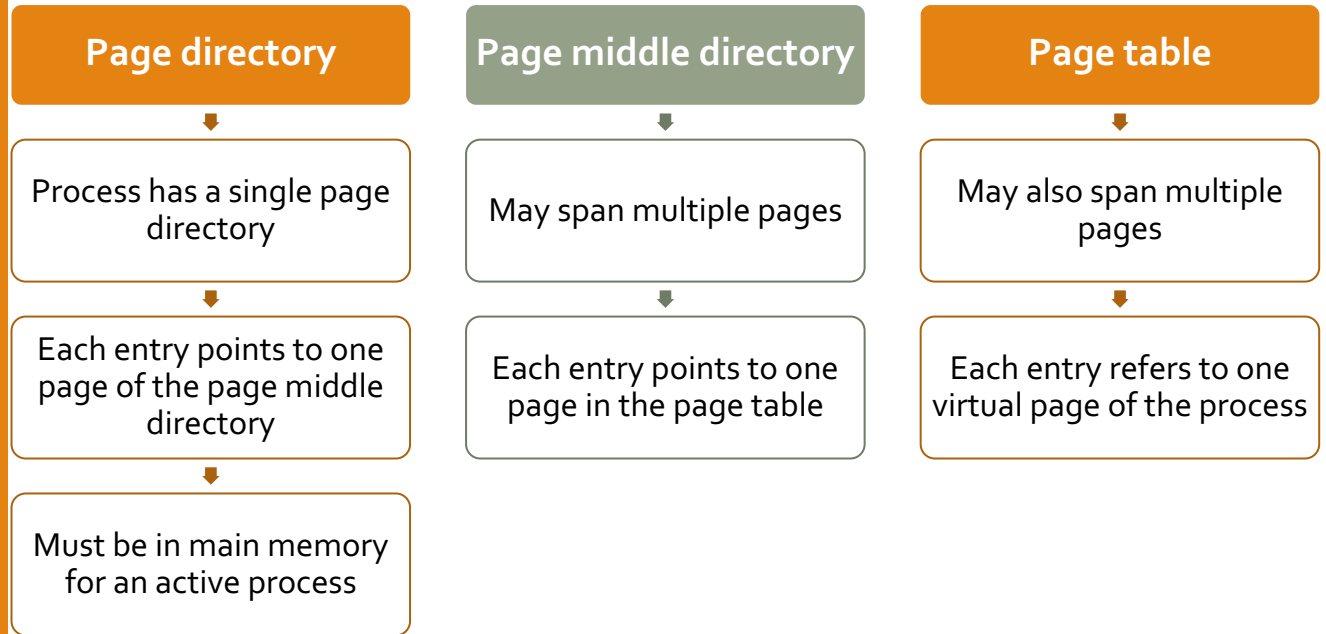 Page directory
Process has a single page
directory
Each entry points to one
page of the page middle
directory
Must be in main memory
for an active process
Page middle directory
May span multiple pages
Each entry points to one
page in the page table
Page table
May also span multiple
pages
Each entry refers to one
virtual page of the process